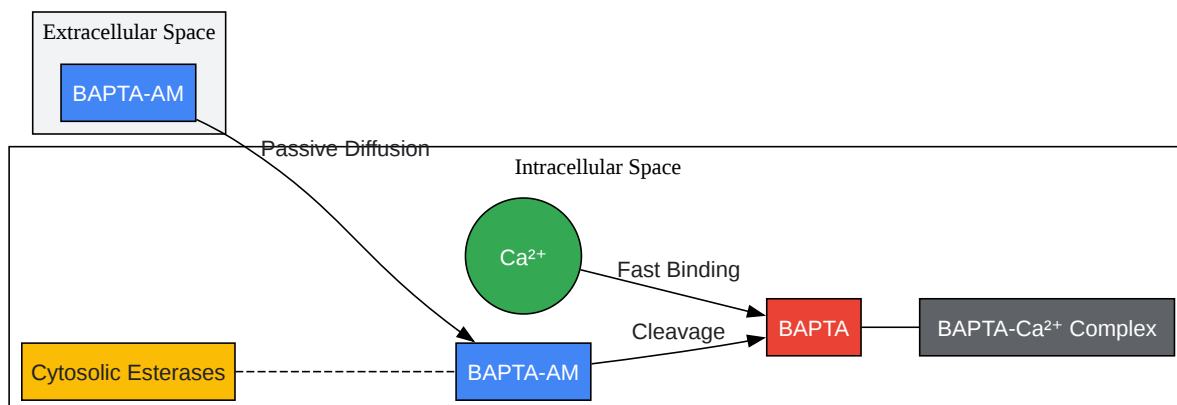 Extracellular Space
BAPTA-AM
Passive Diffusion
Intracellular Space
Ca²⁺
Fast Binding
Cleavage
BAPTA
BAPTA-Ca²⁺ Complex
Cytosolic Esterases
BAPTA-AM